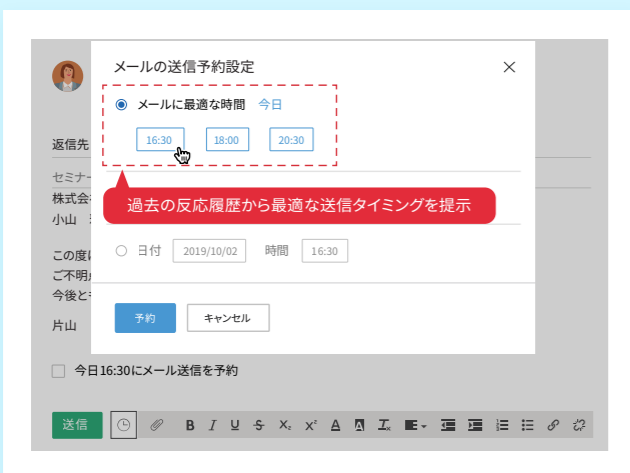 メールの送信予約設定
メールに最適な時間 今日
16:30 18:00 20:30
返信先
セミナー
株式会
過去の反応履歴から最適な送信タイミングを提示
小山
この度
日付 2019/10/02 時間 16:30
ご不明
今後と
予約 キャンセル
片山
今日16:30にメール送信を予約
送信 B I U S X₂ X² A A Tx